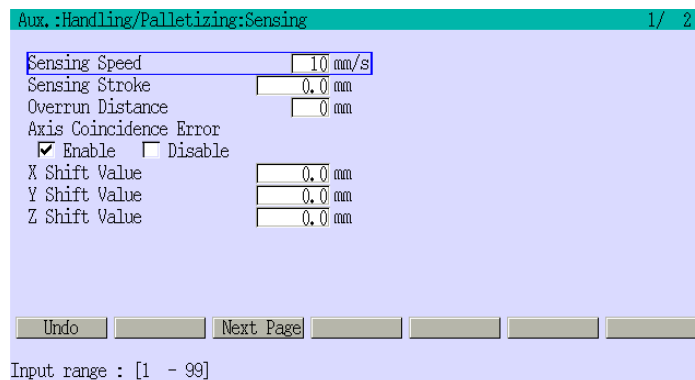 Aux.:Handling/Palletizing:Sensing 1/ 2
Sensing Speed 10 mm/s
Sensing Stroke 0.0 mm
Overrun Distance 0 mm
Axis Coincidence Error
Enable Disable
X Shift Value 0.0 mm
Y Shift Value 0.0 mm
Z Shift Value 0.0 mm
Undo Next Page
Input range : [1 - 99]